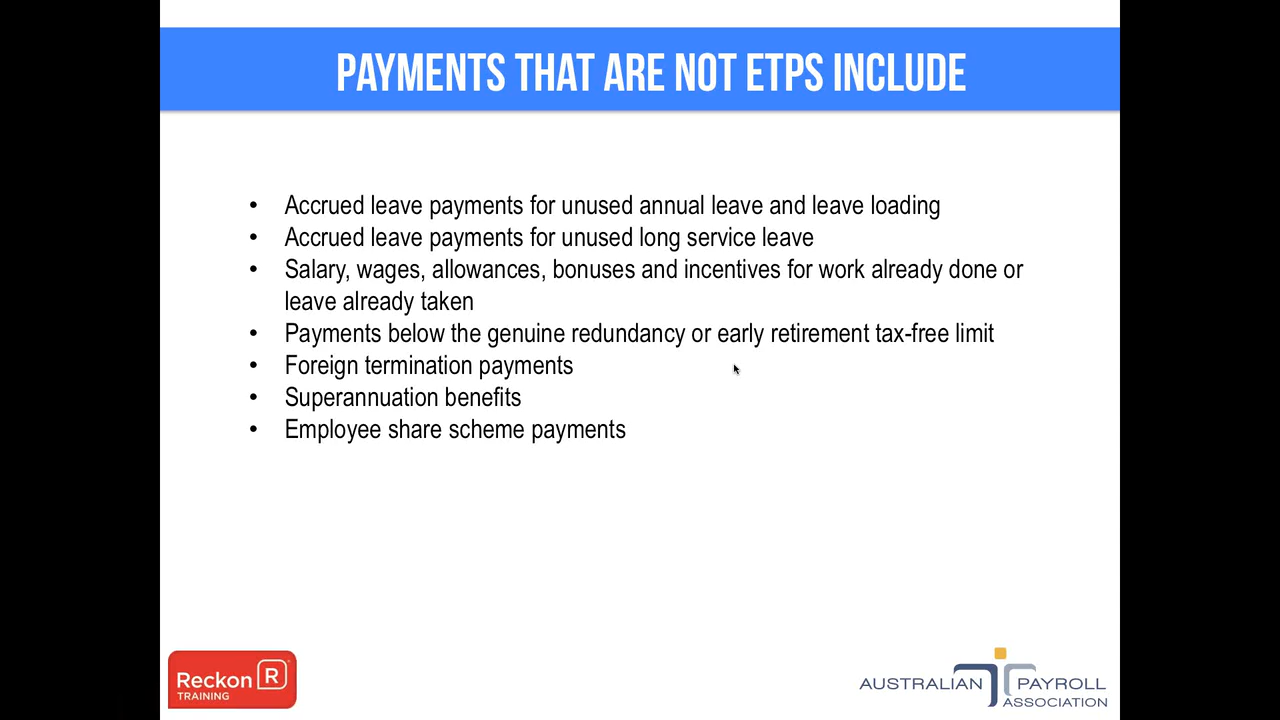 PAYMENTS THAT ARE NOT ETPS INCLUDE
• Accrued leave payments for unused annual leave and leave loading
• Accrued leave payments for unused long service leave
• Salary, wages, allowances, bonuses and incentives for work already done or
leave already taken
• Payments below the genuine redundancy or early retirement tax-free limit
• Foreign termination payments
• Superannuation benefits
• Employee share scheme payments
Reckon R
TRAINING
AUSTRALIAN PAYROLL
ASSOCIATION